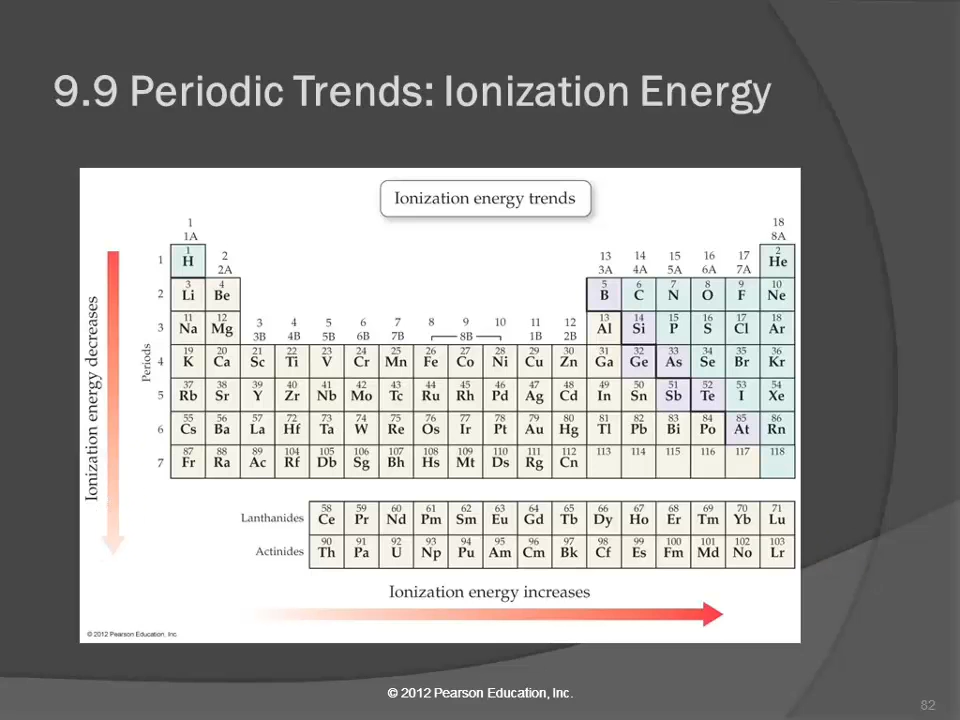 9.9 Periodic Trends: Ionization Energy
Ionization energy trends
1 18
1A 8A
1 2 13 14 15 16 17 2
1 H 2A 3A 4A 5A 6A 7A He
3 4 5 6 7 8 9 10
2 Li Be B C N O F Ne
11 12 13 14 15 16 17 18
3 Na Mg 3 4 5 6 7 8 9 10 11 12 Al Si P S Cl Ar
3B 4B 5B 6B 7B 8B 1B 2B
19 20 21 22 23 24 25 26 27 28 29 30 31 32 33 34 35 36
4 K Ca Sc Ti V Cr Mn Fe Co Ni Cu Zn Ga Ge As Se Br Kr
37 38 39 40 41 42 43 44 45 46 47 48 49 50 51 52 53 54
5 Rb Sr Y Zr Nb Mo Tc Ru Rh Pd Ag Cd In Sn Sb Te I Xe
55 56 57 72 73 74 75 76 77 78 79 80 81 82 83 84 85 86
6 Cs Ba La Hf Ta W Re Os Ir Pt Au Hg Tl Pb Bi Po At Rn
87 88 89 104 105 106 107 108 109 110 111 112 113 114 115 116 117 118
7 Fr Ra Ac Rf Db Sg Bh Hs Mt Ds Rg Cn
Periods
Ionization energy decreases
58 59 60 61 62 63 64 65 66 67 68 69 70 71
Lanthanides Ce Pr Nd Pm Sm Eu Gd Tb Dy Ho Er Tm Yb Lu
90 91 92 93 94 95 96 97 98 99 100 101 102 103
Actinides Th Pa U Np Pu Am Cm Bk Cf Es Fm Md No Lr
Ionization energy increases
© 2012 Pearson Education, Inc.
© 2012 Pearson Education, Inc.
82